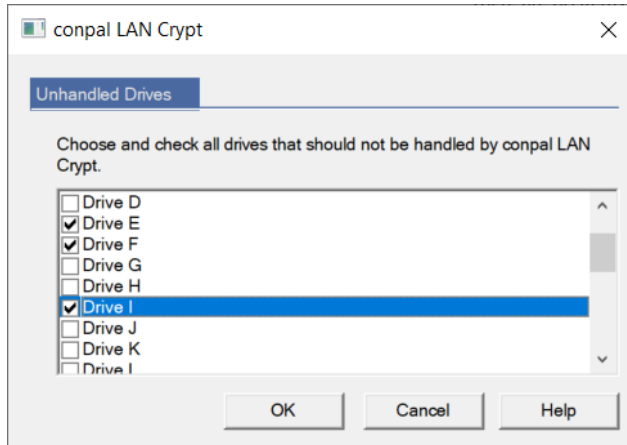 conpal LAN Crypt
Unhandled Drives
Choose and check all drives that should not be handled by conpal LAN
Crypt.
Drive D
Drive E
Drive F
Drive G
Drive H
Drive I
Drive J
Drive K
OK Cancel Help